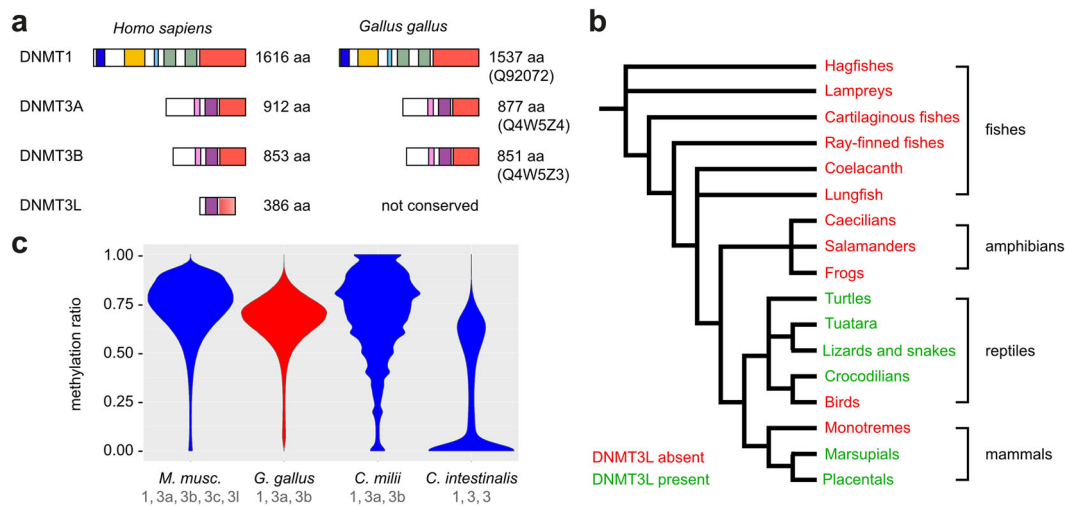 a
Homo sapiens
Gallus gallus
DNMT1
1616 aa
1537 aa
(Q92072)
DNMT3A
912 aa
877 aa
(Q4W5Z4)
DNMT3B
853 aa
851 aa
(Q4W5Z3)
DNMT3L
386 aa
not conserved
b
Hagfishes
Lampreys
Cartilaginous fishes
Ray-finned fishes
Coelacanth
Lungfish
fishes
Caecilians
Salamanders
Frogs
amphibians
Turtles
Tuatara
Lizards and snakes
Crocodilians
Birds
reptiles
Monotremes
Marsupials
Placentals
mammals
DNMT3L absent
DNMT3L present
c
methylation ratio
1.00
0.75
0.50
0.25
0.00
M. musc.
G. gallus
C. milii
C. intestinalis
1, 3a, 3b, 3c, 3l
1, 3a, 3b
1, 3a, 3b
1, 3, 3